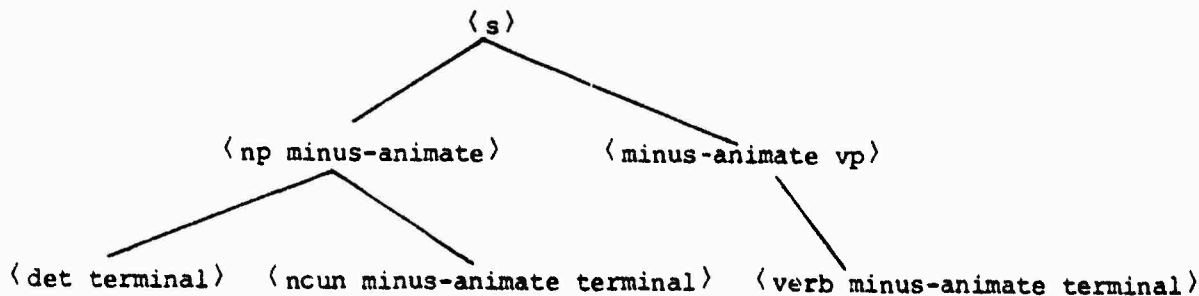 ⟨s⟩
⟨np minus-animate⟩ ⟨minus-animate vp⟩
⟨det terminal⟩ ⟨ncun minus-animate terminal⟩ ⟨verb minus-animate terminal⟩